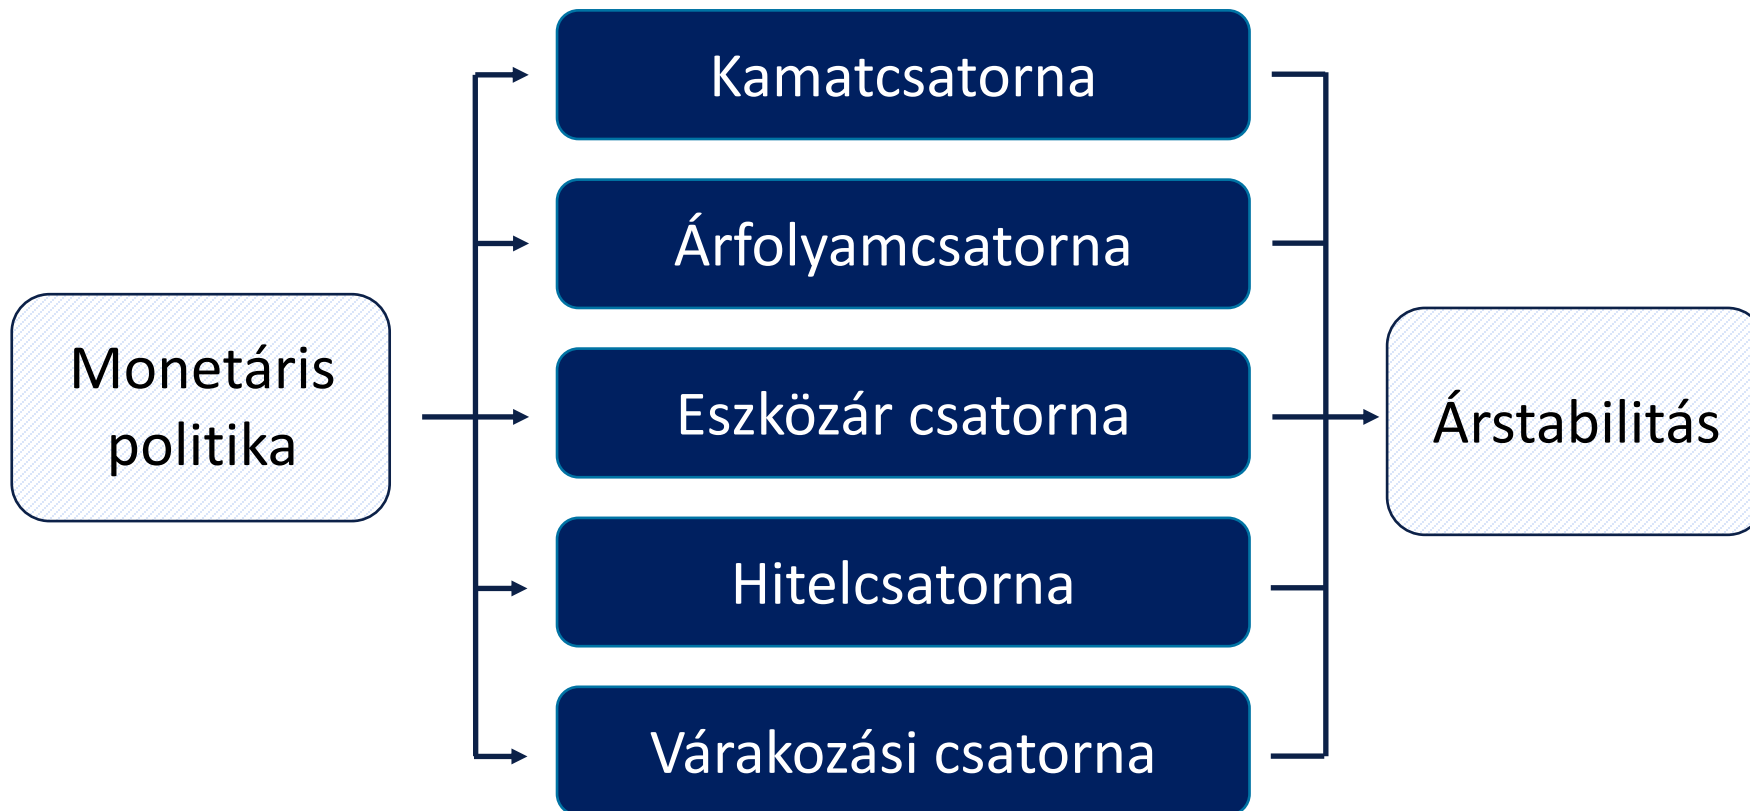 Monetáris
politika
Kamatcsatorna
Árfolyamcsatorna
Eszközár csatorna
Hitelcsatorna
Várakozási csatorna
Árstabilitás